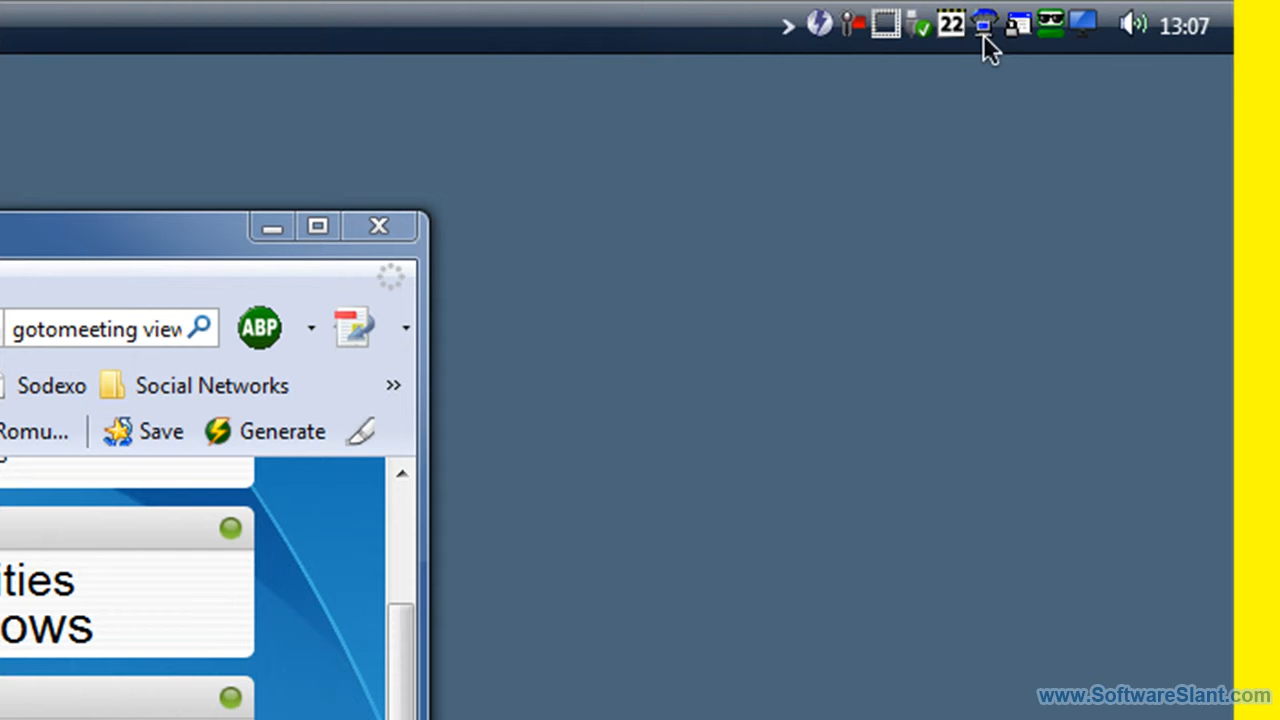 22
13:07
gotomeeting view
ABP
Sodexo
Social Networks
»
Romu...
Save
Generate
ities
ows
www.SoftwareSlant.com